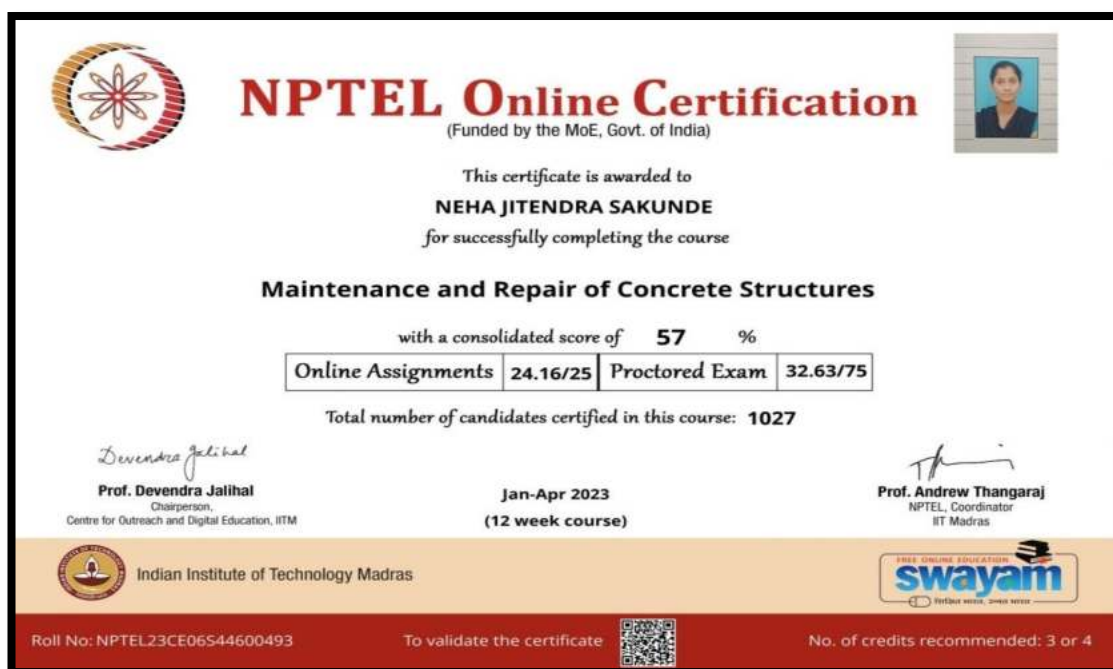 NPTEL Online Certification
(Funded by the MoE, Govt. of India)
This certificate is awarded to
NEHA JITENDRA SAKUNDE
for successfully completing the course
Maintenance and Repair of Concrete Structures
with a consolidated score of 57 %
Online Assignments 24.16/25 Proctored Exam 32.63/75
Total number of candidates certified in this course: 1027
Devendra Jalihal
Prof. Devendra Jalihal
Chairperson,
Centre for Outreach and Digital Education, IITM
Jan-Apr 2023
(12 week course)
Prof. Andrew Thangaraj
NPTEL, Coordinator
IIT Madras
Indian Institute of Technology Madras
FREE ONLINE EDUCATION
swayam
Roll No: NPTEL23CE06S44600493
To validate the certificate
No. of credits recommended: 3 or 4